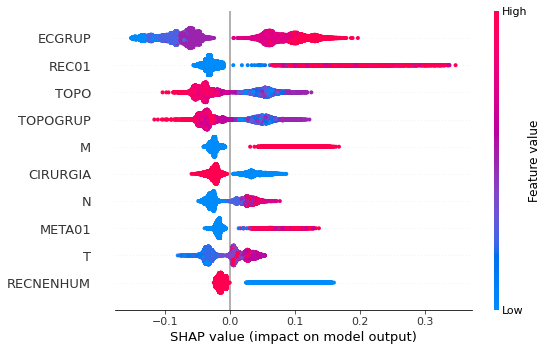 High
ECGRUP
REC01
TOPO
TOPOGRUP
M
CIRURGIA
N
META01
T
RECNENHUM
Feature value
Low
−0.1 0.0 0.1 0.2 0.3
SHAP value (impact on model output)